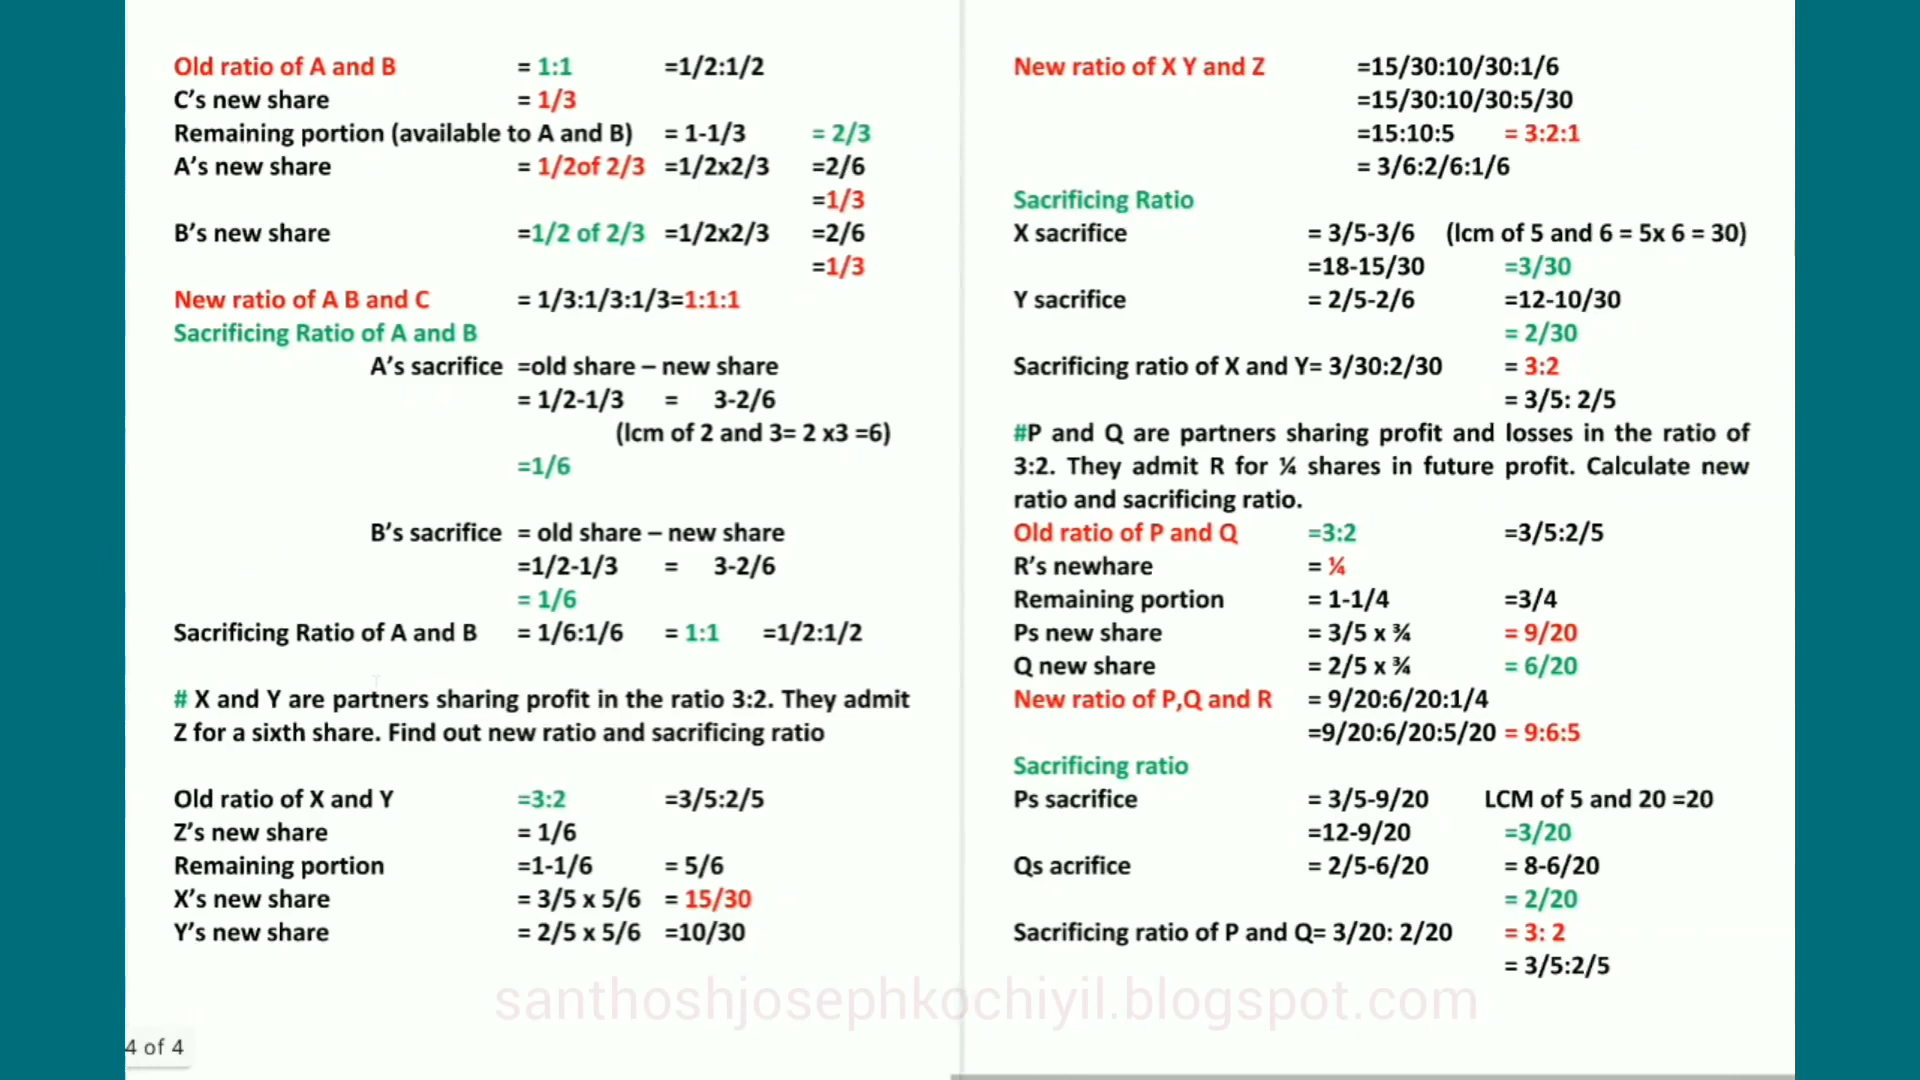 Old ratio of A and B = 1:1 =1/2:1/2
C’s new share = 1/3
Remaining portion (available to A and B) = 1-1/3 = 2/3
A’s new share = 1/2of 2/3 =1/2x2/3 =2/6
=1/3
B’s new share =1/2 of 2/3 =1/2x2/3 =2/6
=1/3
New ratio of A B and C = 1/3:1/3:1/3=1:1:1
Sacrificing Ratio of A and B
A’s sacrifice =old share – new share
= 1/2-1/3 = 3-2/6
(lcm of 2 and 3= 2 x3 =6)
=1/6
B’s sacrifice = old share – new share
=1/2-1/3 = 3-2/6
= 1/6
Sacrificing Ratio of A and B = 1/6:1/6 = 1:1 =1/2:1/2
# X and Y are partners sharing profit in the ratio 3:2. They admit
Z for a sixth share. Find out new ratio and sacrificing ratio
Old ratio of X and Y =3:2 =3/5:2/5
Z’s new share = 1/6
Remaining portion =1-1/6 = 5/6
X’s new share = 3/5 x 5/6 = 15/30
Y’s new share = 2/5 x 5/6 =10/30
New ratio of X Y and Z =15/30:10/30:1/6
=15/30:10/30:5/30
=15:10:5 = 3:2:1
= 3/6:2/6:1/6
Sacrificing Ratio
X sacrifice = 3/5-3/6 (lcm of 5 and 6 = 5x 6 = 30)
=18-15/30 =3/30
Y sacrifice = 2/5-2/6 =12-10/30
= 2/30
Sacrificing ratio of X and Y= 3/30:2/30 = 3:2
= 3/5: 2/5
#P and Q are partners sharing profit and losses in the ratio of
3:2. They admit R for ¼ shares in future profit. Calculate new
ratio and sacrificing ratio.
Old ratio of P and Q =3:2 =3/5:2/5
R’s newhare = ¼
Remaining portion = 1-1/4 =3/4
Ps new share = 3/5 x ¾ = 9/20
Q new share = 2/5 x ¾ = 6/20
New ratio of P,Q and R = 9/20:6/20:1/4
=9/20:6/20:5/20 = 9:6:5
Sacrificing ratio
Ps sacrifice = 3/5-9/20 LCM of 5 and 20 =20
=12-9/20 =3/20
Qs acrifice = 2/5-6/20 = 8-6/20
= 2/20
Sacrificing ratio of P and Q= 3/20: 2/20 = 3: 2
= 3/5:2/5
santhoshjosephkochiyil.blogspot.com
4 of 4